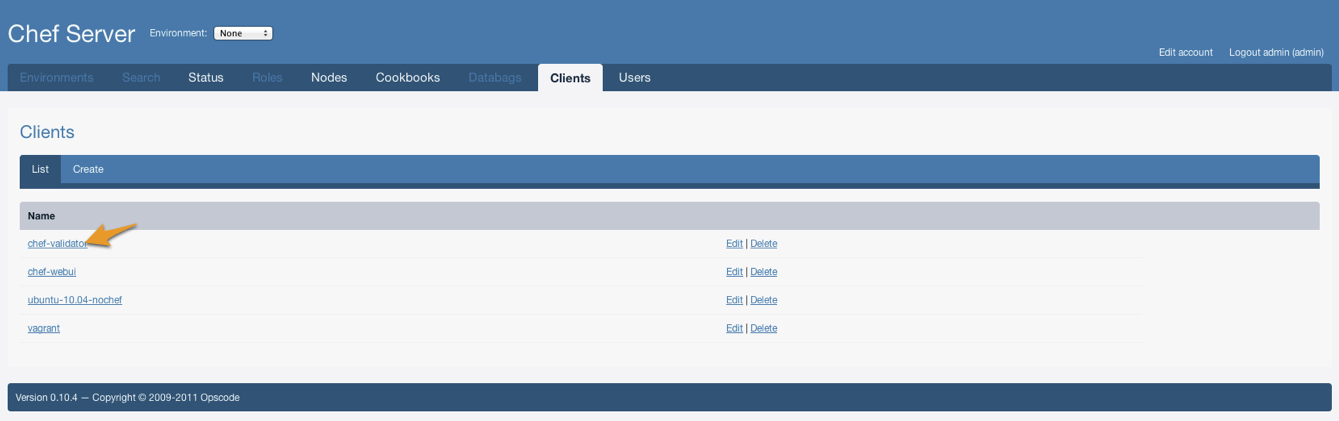 Chef Server Environment: None
Edit account Logout admin (admin)
Environments Search Status Roles Nodes Cookbooks Databags Clients Users
Clients
List Create
Name
chef-validator Edit | Delete
chef-webui Edit | Delete
ubuntu-10.04-nochef Edit | Delete
vagrant Edit | Delete
Version 0.10.4 — Copyright © 2009-2011 Opscode